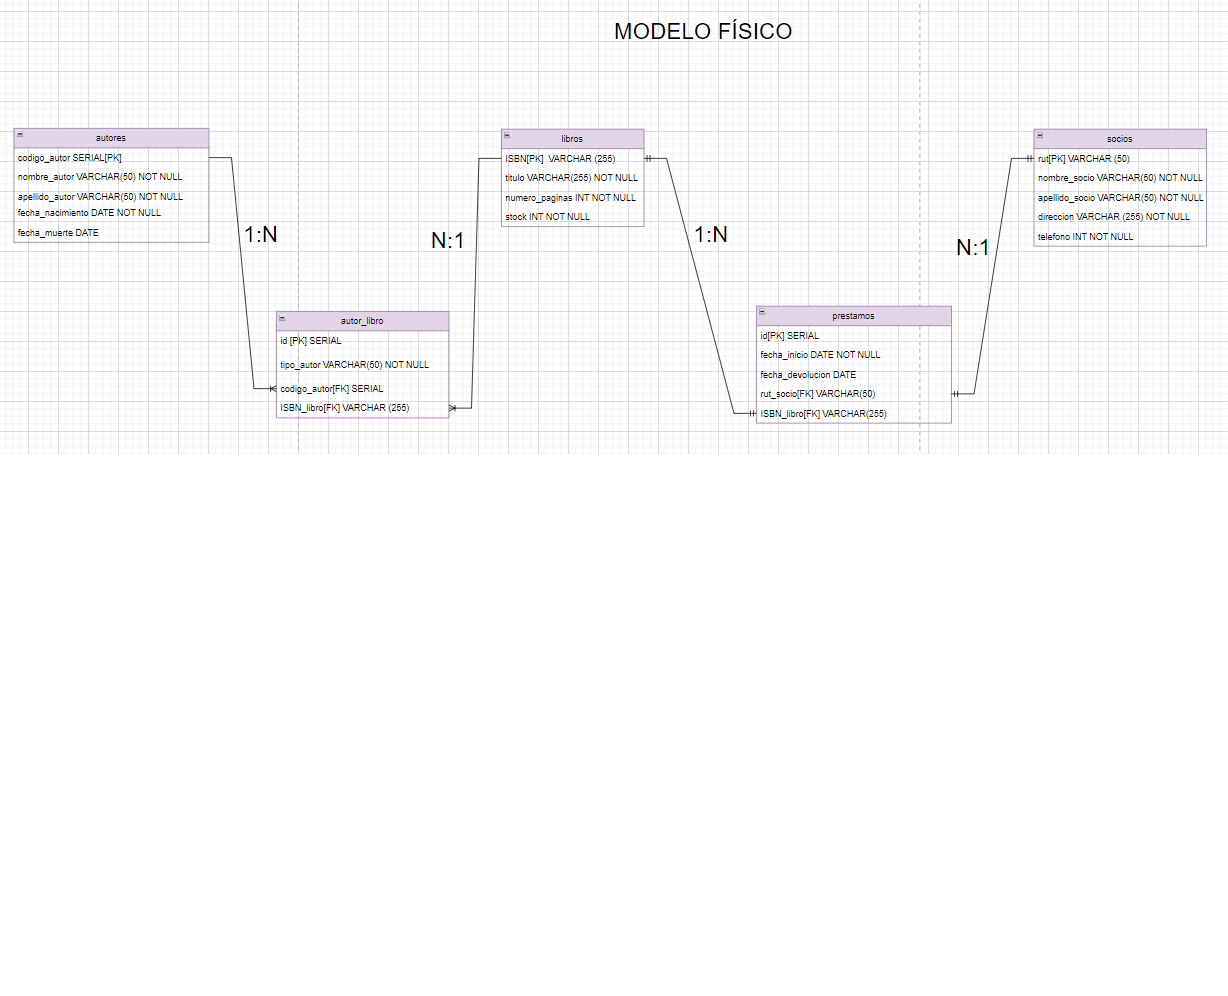 MODELO FÍSICO
autores
codigo_autor SERIAL[PK]
nombre_autor VARCHAR(50) NOT NULL
apellido_autor VARCHAR(50) NOT NULL
fecha_nacimiento DATE NOT NULL
fecha_muerte DATE
1:N
autor_libro
id [PK] SERIAL
tipo_autor VARCHAR(50) NOT NULL
codigo_autor[FK] SERIAL
ISBN_libro[FK] VARCHAR (255)
N:1
libros
ISBN[PK]  VARCHAR (255)
titulo VARCHAR(255) NOT NULL
numero_paginas INT NOT NULL
stock INT NOT NULL
1:N
prestamos
id[PK] SERIAL
fecha_inicio DATE NOT NULL
fecha_devolucion DATE
rut_socio[FK] VARCHAR(50)
ISBN_libro[FK] VARCHAR(255)
N:1
socios
rut[PK] VARCHAR (50)
nombre_socio VARCHAR(50) NOT NULL
apellido_socio VARCHAR(50) NOT NULL
direccion VARCHAR (255) NOT NULL
telefono INT NOT NULL